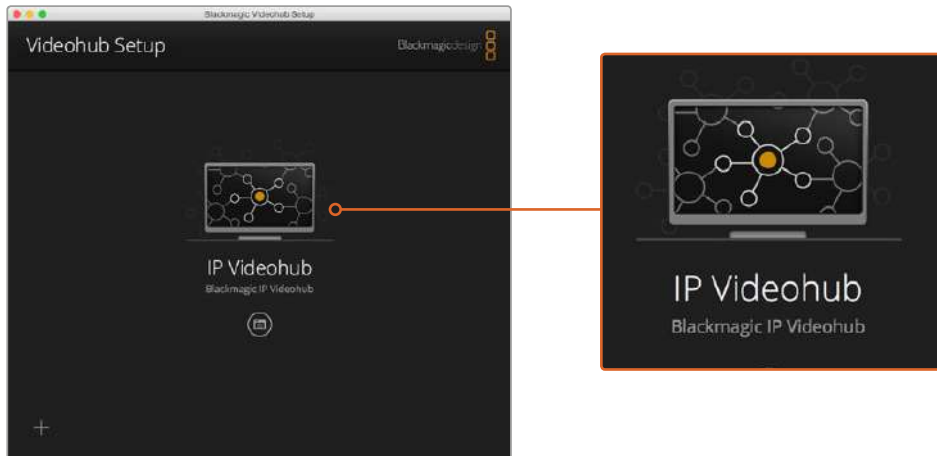 Blackmagic Videohub Setup
Videohub Setup
Blackmagicdesign
IP Videohub
Blackmagic IP Videohub
IP Videohub
Blackmagic IP Videohub